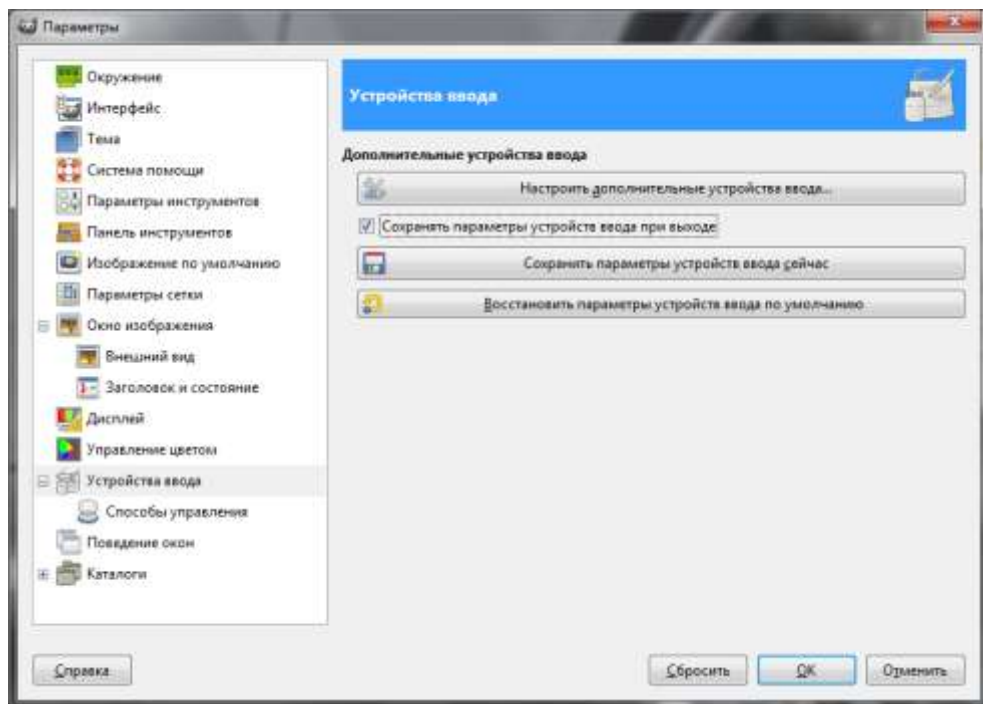 Параметры
Окружение
Интерфейс
Тема
Система помощи
Параметры инструментов
Панель инструментов
Изображение по умолчанию
Параметры сетки
Окно изображения
Внешний вид
Заголовок и состояние
Дисплей
Управление цветом
Устройства ввода
Способы управления
Поведение окон
Каталоги
Устройства ввода
Дополнительные устройства ввода
Настроить дополнительные устройства ввода...
Сохранять параметры устройств ввода при выходе
Сохранить параметры устройств ввода сейчас
Восстановить параметры устройств ввода по умолчанию
Справка
Сбросить
OK
Отменить